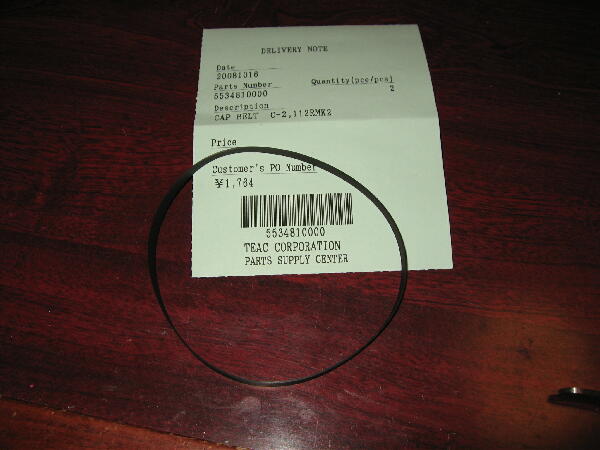 DELIVERY NOTE
Date
20081016
Parts Number Quantity(pcs/pcs)
5534810000 2
Description
CAP BELT C-2,112RMK2
Price
Customer's PO Number
¥1,784
5534810000
TEAC CORPORATION
PARTS SUPPLY CENTER